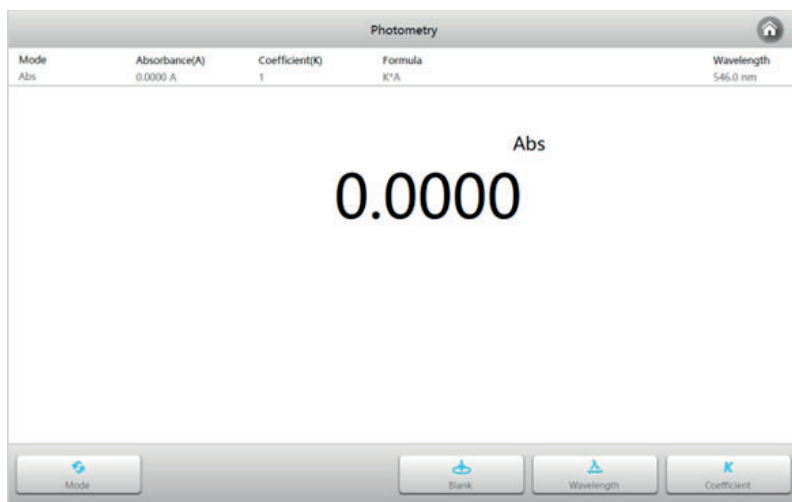 Photometry
Mode Absorbance(A) Coefficient(K) Formula Wavelength
Abs 0.0000 A 1 K*A 546.0 nm
Abs
0.0000
λ K
Mode Blank Wavelength Coefficient